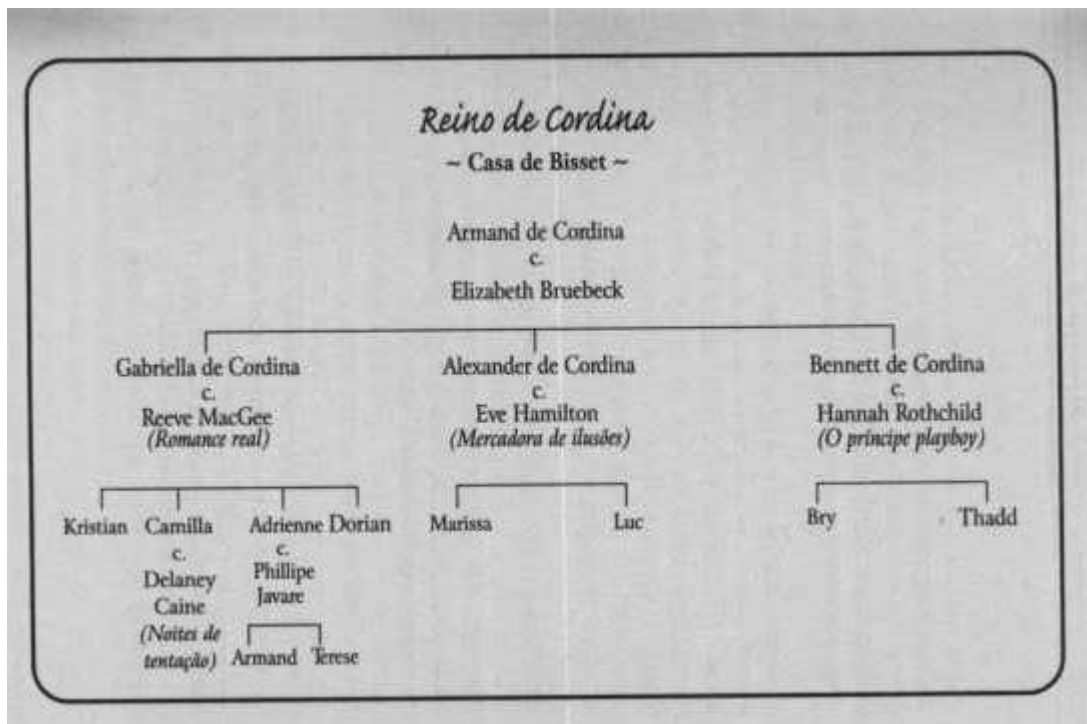 Reino de Cordina
~ Casa de Bisset ~
Armand de Cordina
c.
Elizabeth Bruebeck
Gabriella de Cordina
c.
Reeve MacGee
(Romance real)
Alexander de Cordina
c.
Eve Hamilton
(Mercadora de ilusões)
Bennett de Cordina
c.
Hannah Rothchild
(O príncipe playboy)
Kristian Camilla Adrienne Dorian
c.
Delaney
Caine
(Noites de
tentação)
c.
Phillipe
Javare
Armand Terese
Marissa Luc
Bry Thadd